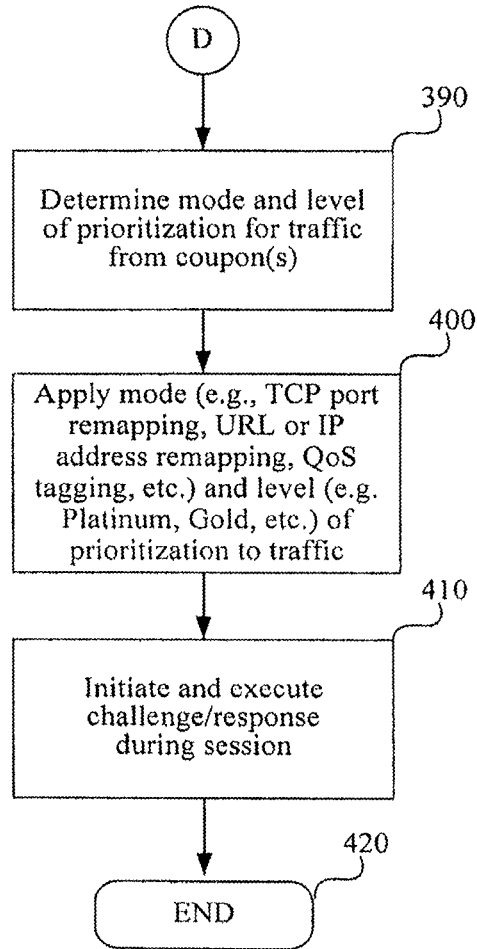 D
390
Determine mode and level
of prioritization for traffic
from coupon(s)
400
Apply mode (e.g., TCP port
remapping, URL or IP
address remapping, QoS
tagging, etc.) and level (e.g.
Platinum, Gold, etc.) of
prioritization to traffic
410
Initiate and execute
challenge/response
during session
420
END